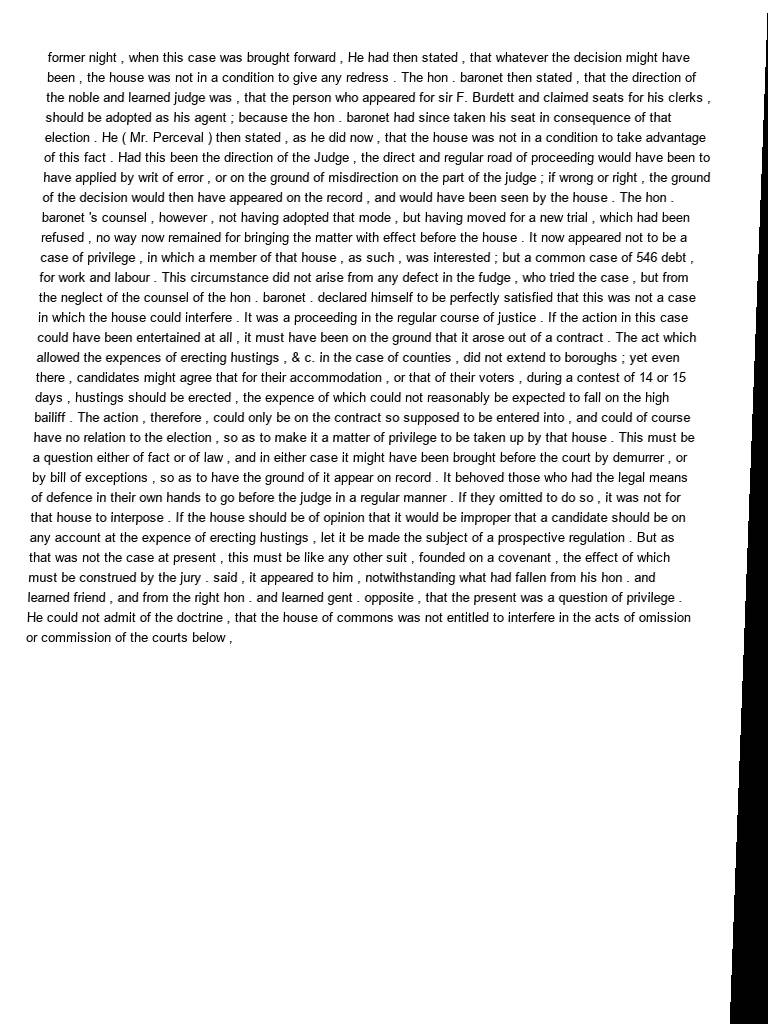 former night , when this case was brought forward , He had then stated , that whatever the decision might have
been , the house was not in a condition to give any redress . The hon . baronet then stated , that the direction of
the noble and learned judge was , that the person who appeared for sir F. Burdett and claimed seats for his clerks ,
should be adopted as his agent ; because the hon . baronet had since taken his seat in consequence of that
election . He ( Mr. Perceval ) then stated , as he did now , that the house was not in a condition to take advantage
of this fact . Had this been the direction of the Judge , the direct and regular road of proceeding would have been to
have applied by writ of error , or on the ground of misdirection on the part of the judge ; if wrong or right , the ground
of the decision would then have appeared on the record , and would have been seen by the house . The hon .
baronet 's counsel , however , not having adopted that mode , but having moved for a new trial , which had been
refused , no way now remained for bringing the matter with effect before the house . It now appeared not to be a
case of privilege , in which a member of that house , as such , was interested ; but a common case of 546 debt ,
for work and labour . This circumstance did not arise from any defect in the fudge , who tried the case , but from
the neglect of the counsel of the hon . baronet . declared himself to be perfectly satisfied that this was not a case
in which the house could interfere . It was a proceeding in the regular course of justice . If the action in this case
could have been entertained at all , it must have been on the ground that it arose out of a contract . The act which
allowed the expences of erecting hustings , & c. in the case of counties , did not extend to boroughs ; yet even
there , candidates might agree that for their accommodation , or that of their voters , during a contest of 14 or 15
days , hustings should be erected , the expence of which could not reasonably be expected to fall on the high
bailiff . The action , therefore , could only be on the contract so supposed to be entered into , and could of course
have no relation to the election , so as to make it a matter of privilege to be taken up by that house . This must be
a question either of fact or of law , and in either case it might have been brought before the court by demurrer , or
by bill of exceptions , so as to have the ground of it appear on record . It behoved those who had the legal means
of defence in their own hands to go before the judge in a regular manner . If they omitted to do so , it was not for
that house to interpose . If the house should be of opinion that it would be improper that a candidate should be on
any account at the expence of erecting hustings , let it be made the subject of a prospective regulation . But as
that was not the case at present , this must be like any other suit , founded on a covenant , the effect of which
must be construed by the jury . said , it appeared to him , notwithstanding what had fallen from his hon . and
learned friend , and from the right hon . and learned gent . opposite , that the present was a question of privilege .
He could not admit of the doctrine , that the house of commons was not entitled to interfere in the acts of omission
or commission of the courts below ,